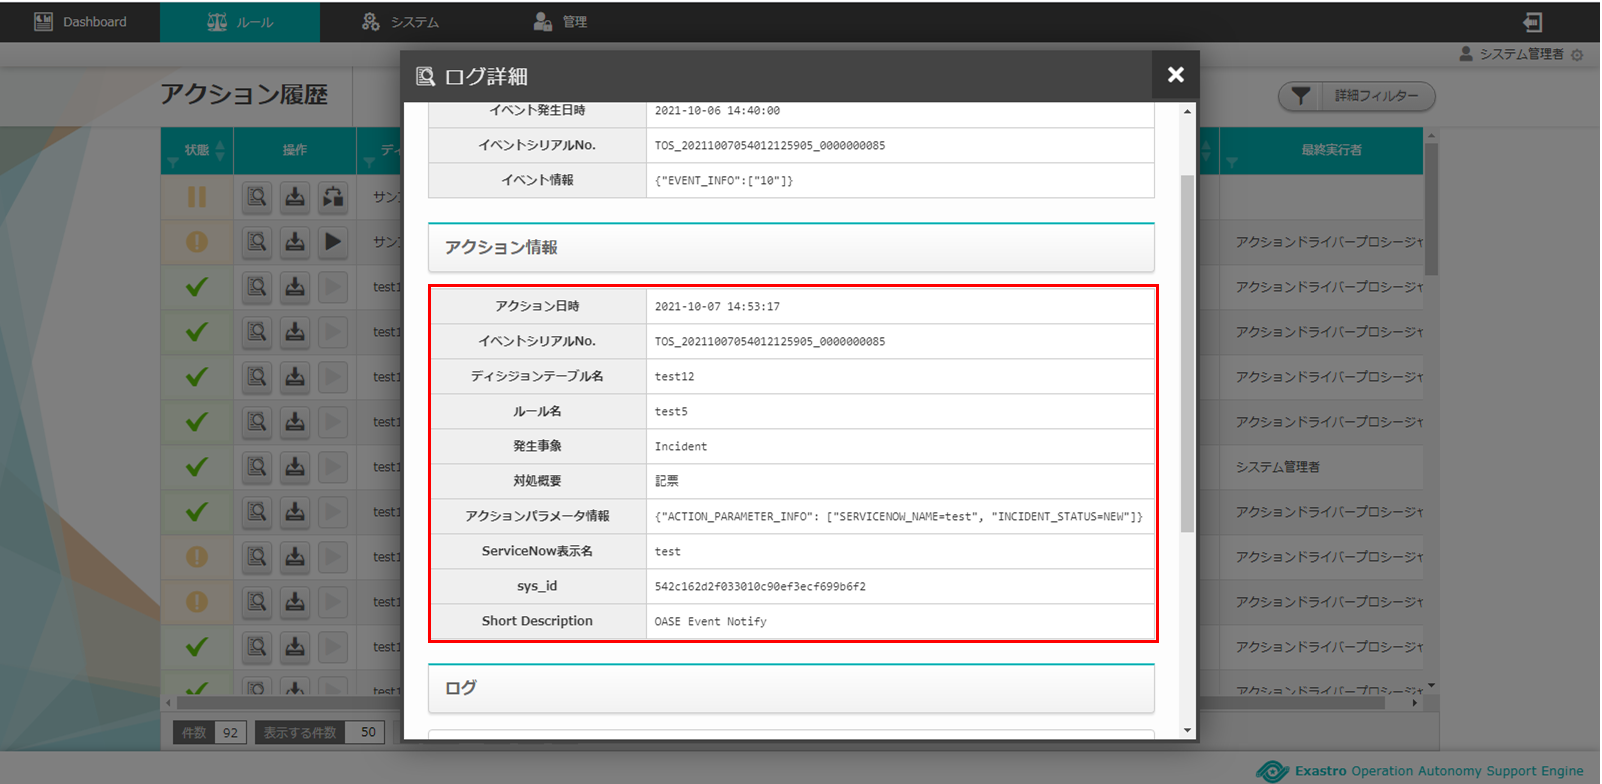 Dashboard
ルール
システム
管理
システム管理者
アクション履歴
詳細フィルター
状態
操作
ディ
最終実行者
サン
サン
アクションドライバープロシージャ
test1
アクションドライバープロシージャ
test1
アクションドライバープロシージャ
test1
アクションドライバープロシージャ
test1
アクションドライバープロシージャ
test1
システム管理者
test1
アクションドライバープロシージャ
test1
アクションドライバープロシージャ
test1
アクションドライバープロシージャ
test1
アクションドライバープロシージャ
test1
アクションドライバープロシージャ
ログ詳細
イベント発生日時 2021-10-06 14:40:00
イベントシリアルNo. TOS_20211007054012125905_0000000085
イベント情報 {"EVENT_INFO":["10"]}
アクション情報
アクション日時 2021-10-07 14:53:17
イベントシリアルNo. TOS_20211007054012125905_0000000085
ディシジョンテーブル名 test12
ルール名 test5
発生事象 Incident
対処概要 記票
アクションパラメータ情報 {"ACTION_PARAMETER_INFO": ["SERVICENOW_NAME=test", "INCIDENT_STATUS=NEW"]}
ServiceNow表示名 test
sys_id 542c162d2f033010c90ef3ecf699b6f2
Short Description OASE Event Notify
ログ
件数 92
表示する件数 50
Exastro Operation Autonomy Support Engine